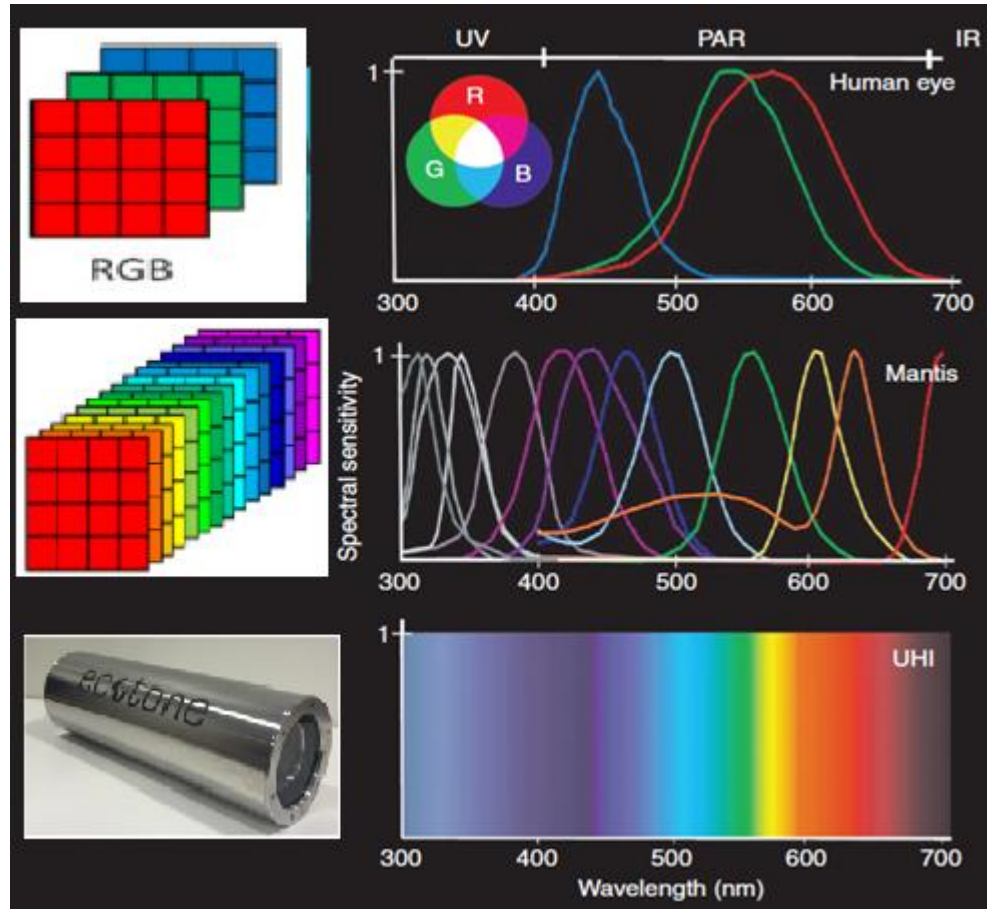 RGB
UV PAR IR
1
Human eye
R
G B
300 400 500 600 700
Spectral sensitivity
1
Mantis
300 400 500 600 700
ecotone
1
UHI
300 400 500 600 700
Wavelength (nm)